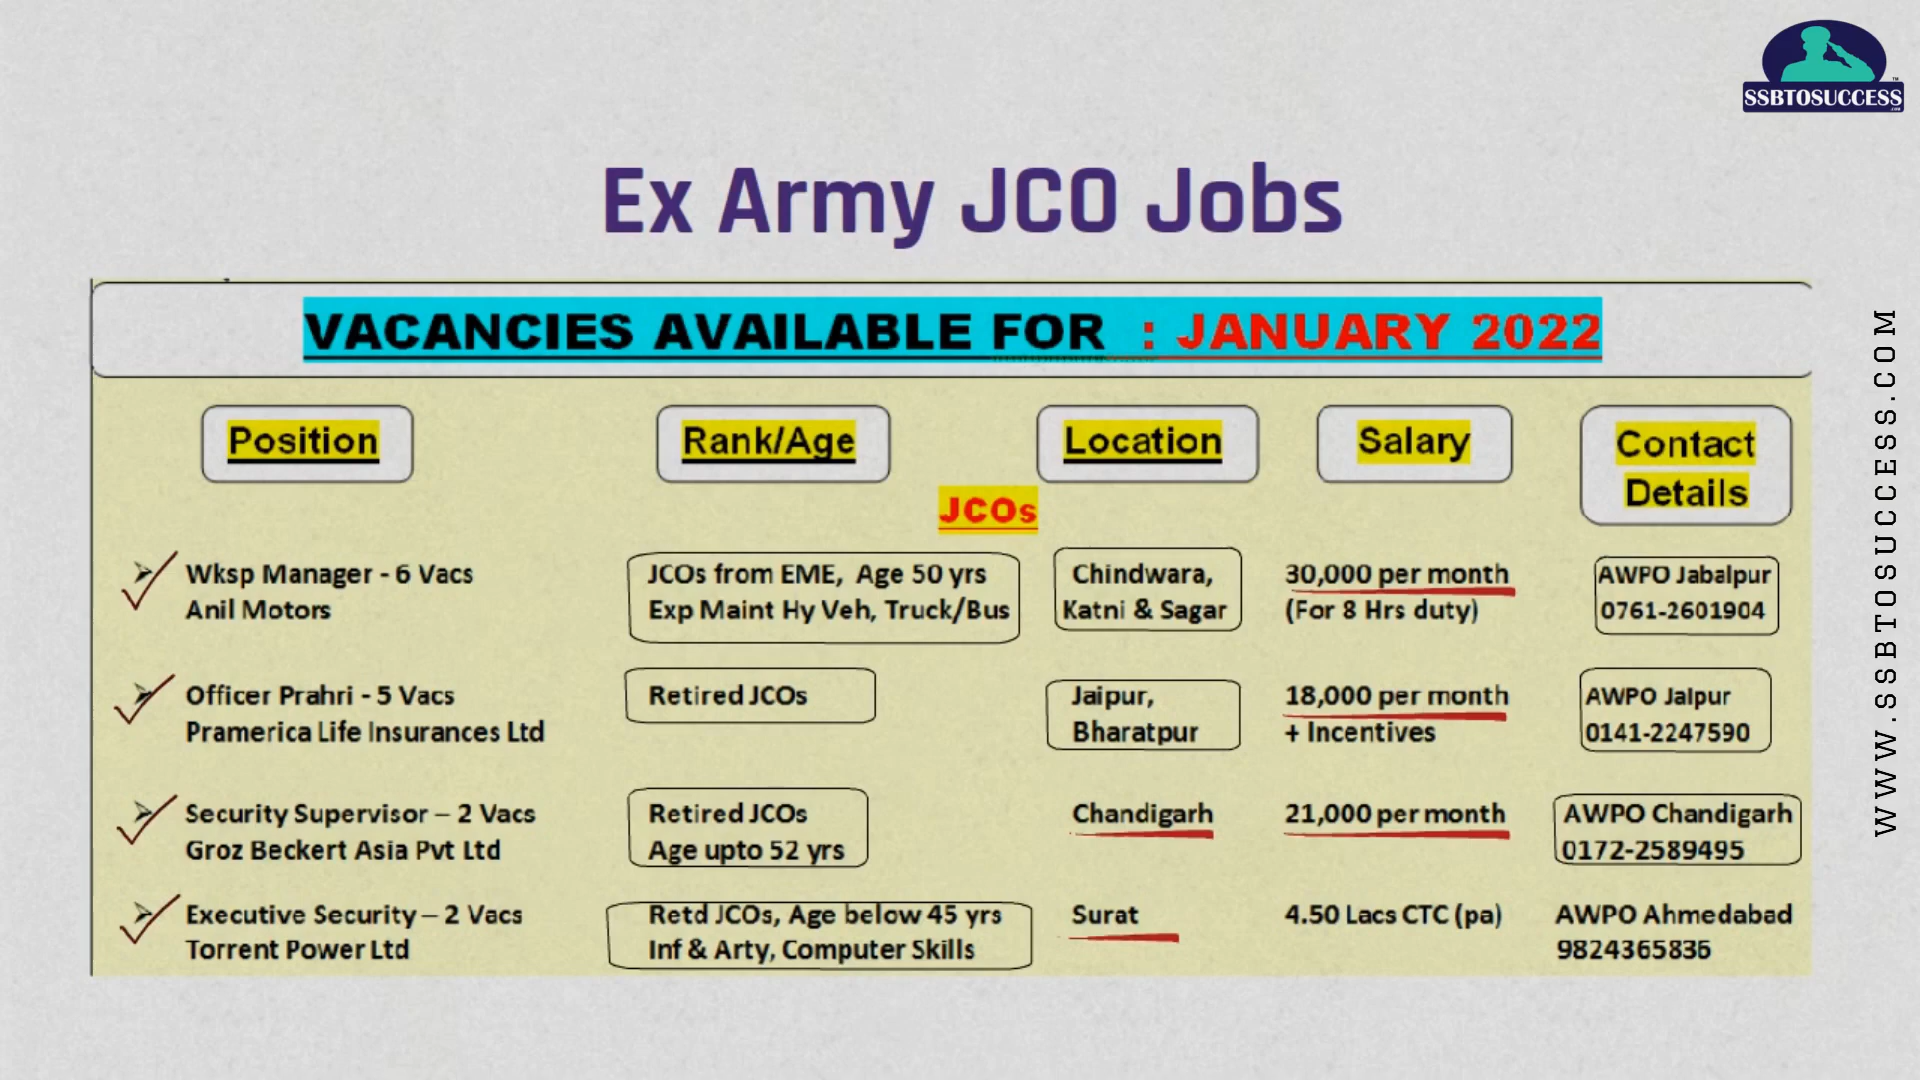 SSBTOSUCCESS
Ex Army JCO Jobs
VACANCIES AVAILABLE FOR : JANUARY 2022
Position Rank/Age Location Salary Contact Details
JCOs
Wksp Manager - 6 Vacs JCOs from EME, Age 50 yrs Chindwara, 30,000 per month AWPO Jabalpur
Anil Motors Exp Maint Hy Veh, Truck/Bus Katni & Sagar (For 8 Hrs duty) 0761-2601904
Officer Prahri - 5 Vacs Retired JCOs Jaipur, 18,000 per month AWPO Jaipur
Pramerica Life Insurances Ltd Bharatpur + Incentives 0141-2247590
Security Supervisor – 2 Vacs Retired JCOs Chandigarh 21,000 per month AWPO Chandigarh
Groz Beckert Asia Pvt Ltd Age upto 52 yrs 0172-2589495
Executive Security – 2 Vacs Retd JCOs, Age below 45 yrs Surat 4.50 Lacs CTC (pa) AWPO Ahmedabad
Torrent Power Ltd Inf & Arty, Computer Skills 9824365836
WWW.SSBTOSUCCESS.COM